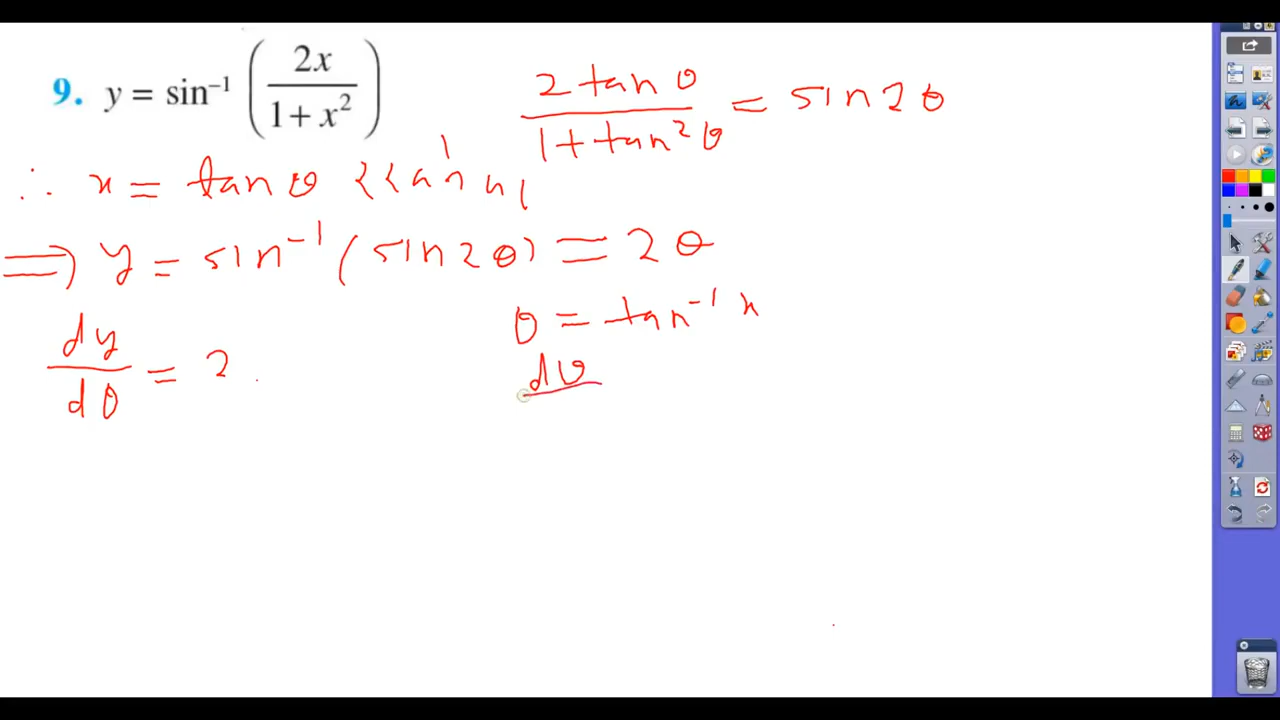 9. y = sin⁻¹ (2x / 1 + x²)
2 tan θ / 1 + tan² θ = sin 2θ
∴ x = tan θ
⟹ y = sin⁻¹ (sin 2θ) = 2θ
θ = tan⁻¹ x
dy / dθ = 2
dθ